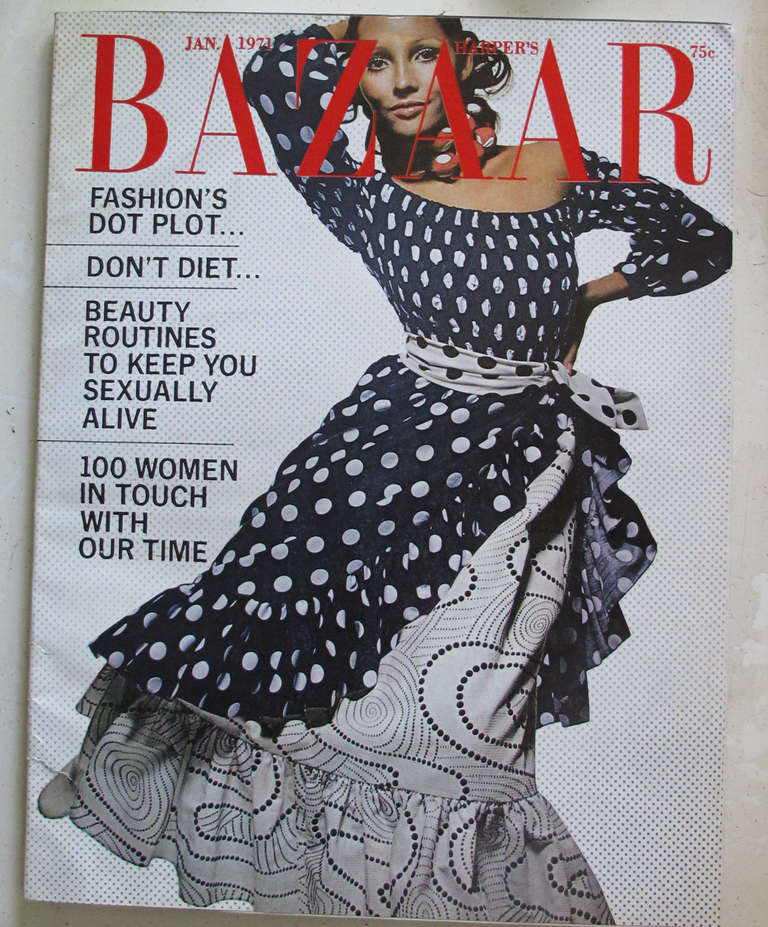 JAN. 1971 HARPER'S 75c
BAZAAR
FASHION'S
DOT PLOT...
DON'T DIET...
BEAUTY
ROUTINES
TO KEEP YOU
SEXUALLY
ALIVE
100 WOMEN
IN TOUCH
WITH
OUR TIME